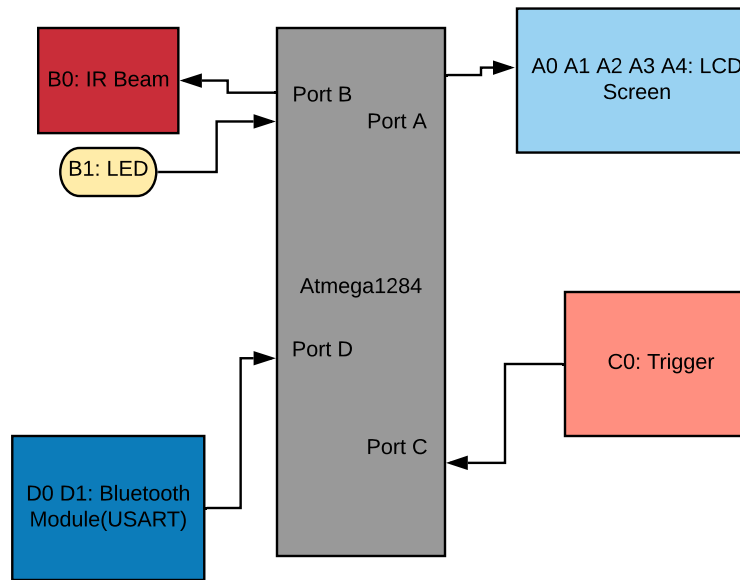 B0: IR Beam
B1: LED
Port B
Port A
A0 A1 A2 A3 A4: LCD
Screen
Atmega1284
Port D
C0: Trigger
Port C
D0 D1: Bluetooth
Module(USART)